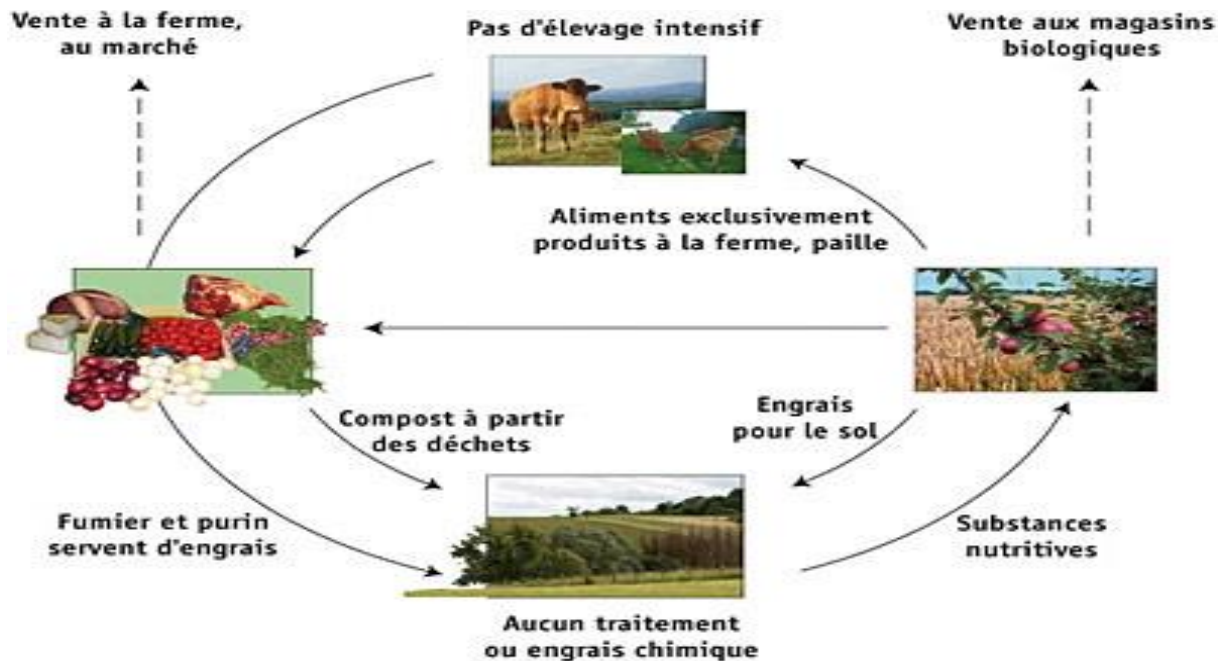 Vente à la ferme,
au marché
Pas d'élevage intensif
Vente aux magasins
biologiques
Aliments exclusivement
produits à la ferme, paille
Compost à partir
des déchets
Engrais
pour le sol
Fumier et purin
servent d'engrais
Substances
nutritives
Aucun traitement
ou engrais chimique